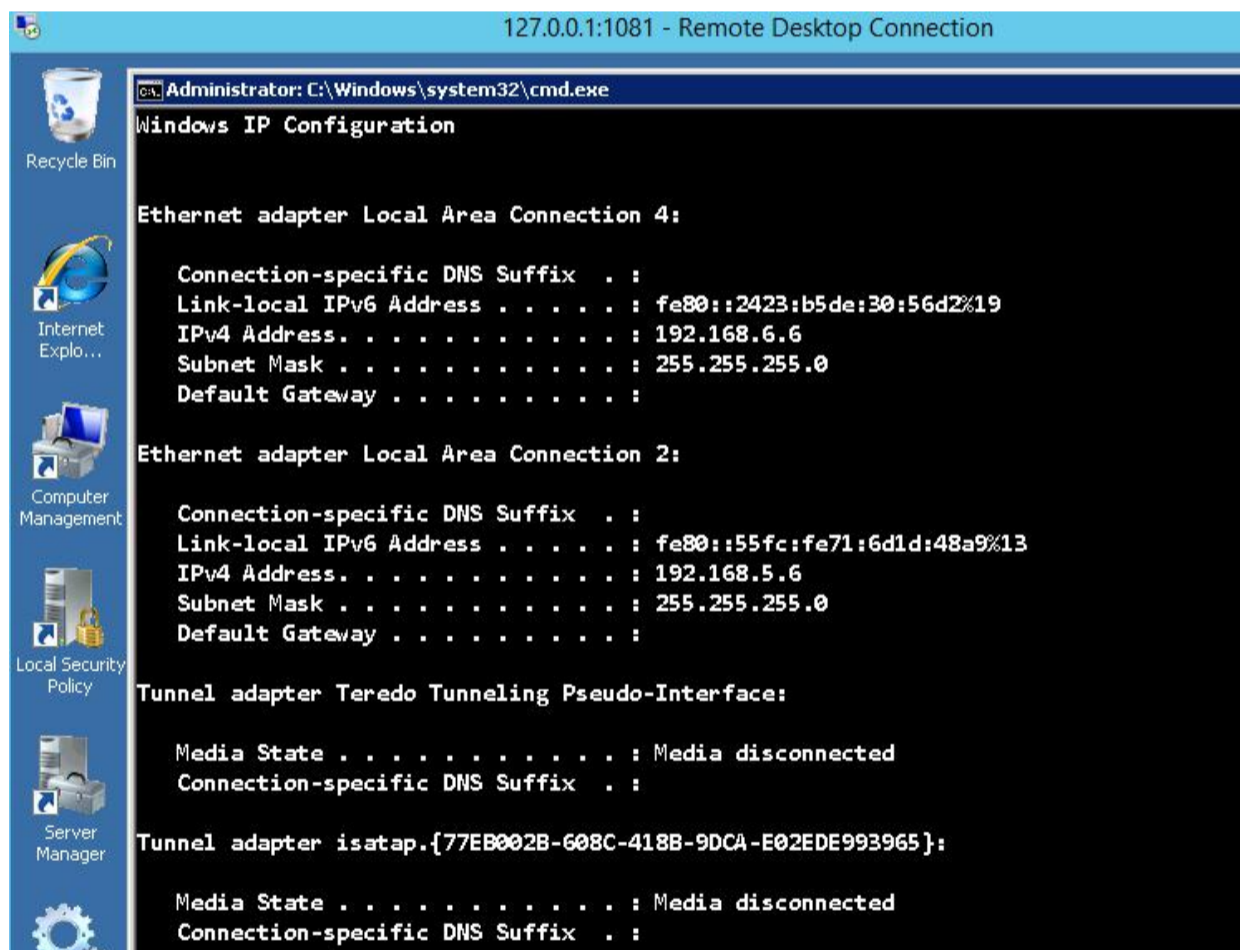 127.0.0.1:1081 - Remote Desktop Connection
Recycle Bin
Internet
Explo...
Computer
Management
Local Security
Policy
Server
Manager
Administrator: C:\Windows\system32\cmd.exe
Windows IP Configuration
Ethernet adapter Local Area Connection 4:
Connection-specific DNS Suffix  . :
Link-local IPv6 Address . . . . . : fe80::2423:b5de:30:56d2%19
IPv4 Address. . . . . . . . . . . : 192.168.6.6
Subnet Mask . . . . . . . . . . . : 255.255.255.0
Default Gateway . . . . . . . . . :
Ethernet adapter Local Area Connection 2:
Connection-specific DNS Suffix  . :
Link-local IPv6 Address . . . . . : fe80::55fc:fe71:6d1d:48a9%13
IPv4 Address. . . . . . . . . . . : 192.168.5.6
Subnet Mask . . . . . . . . . . . : 255.255.255.0
Default Gateway . . . . . . . . . :
Tunnel adapter Teredo Tunneling Pseudo-Interface:
Media State . . . . . . . . . . . : Media disconnected
Connection-specific DNS Suffix  . :
Tunnel adapter isatap.{77EB002B-608C-418B-9DCA-E02EDE993965}:
Media State . . . . . . . . . . . : Media disconnected
Connection-specific DNS Suffix  . :